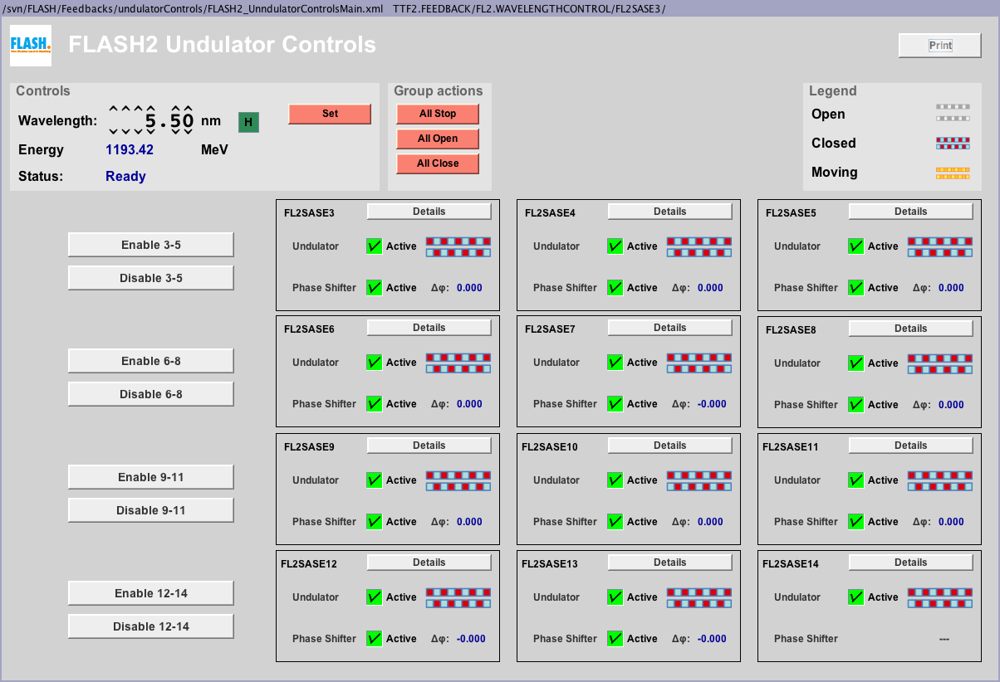 /svn/FLASH/Feedbacks/undulatorControls/FLASH2_UnndulatorControlsMain.xml TTF2.FEEDBACK/FL2.WAVELENGTHCONTROL/FL2SASE3/
FLASH.
FLASH2 Undulator Controls
Print
Controls
Wavelength: 5.50 nm H Set
Energy 1193.42 MeV
Status: Ready
Group actions
All Stop
All Open
All Close
Legend
Open
Closed
Moving
Enable 3-5
Disable 3-5
FL2SASE3 Details
Undulator Active
Phase Shifter Active Δφ: 0.000
FL2SASE4 Details
Undulator Active
Phase Shifter Active Δφ: 0.000
FL2SASE5 Details
Undulator Active
Phase Shifter Active Δφ: 0.000
Enable 6-8
Disable 6-8
FL2SASE6 Details
Undulator Active
Phase Shifter Active Δφ: 0.000
FL2SASE7 Details
Undulator Active
Phase Shifter Active Δφ: -0.000
FL2SASE8 Details
Undulator Active
Phase Shifter Active Δφ: 0.000
Enable 9-11
Disable 9-11
FL2SASE9 Details
Undulator Active
Phase Shifter Active Δφ: 0.000
FL2SASE10 Details
Undulator Active
Phase Shifter Active Δφ: 0.000
FL2SASE11 Details
Undulator Active
Phase Shifter Active Δφ: 0.000
Enable 12-14
Disable 12-14
FL2SASE12 Details
Undulator Active
Phase Shifter Active Δφ: -0.000
FL2SASE13 Details
Undulator Active
Phase Shifter Active Δφ: -0.000
FL2SASE14 Details
Undulator Active
Phase Shifter ---